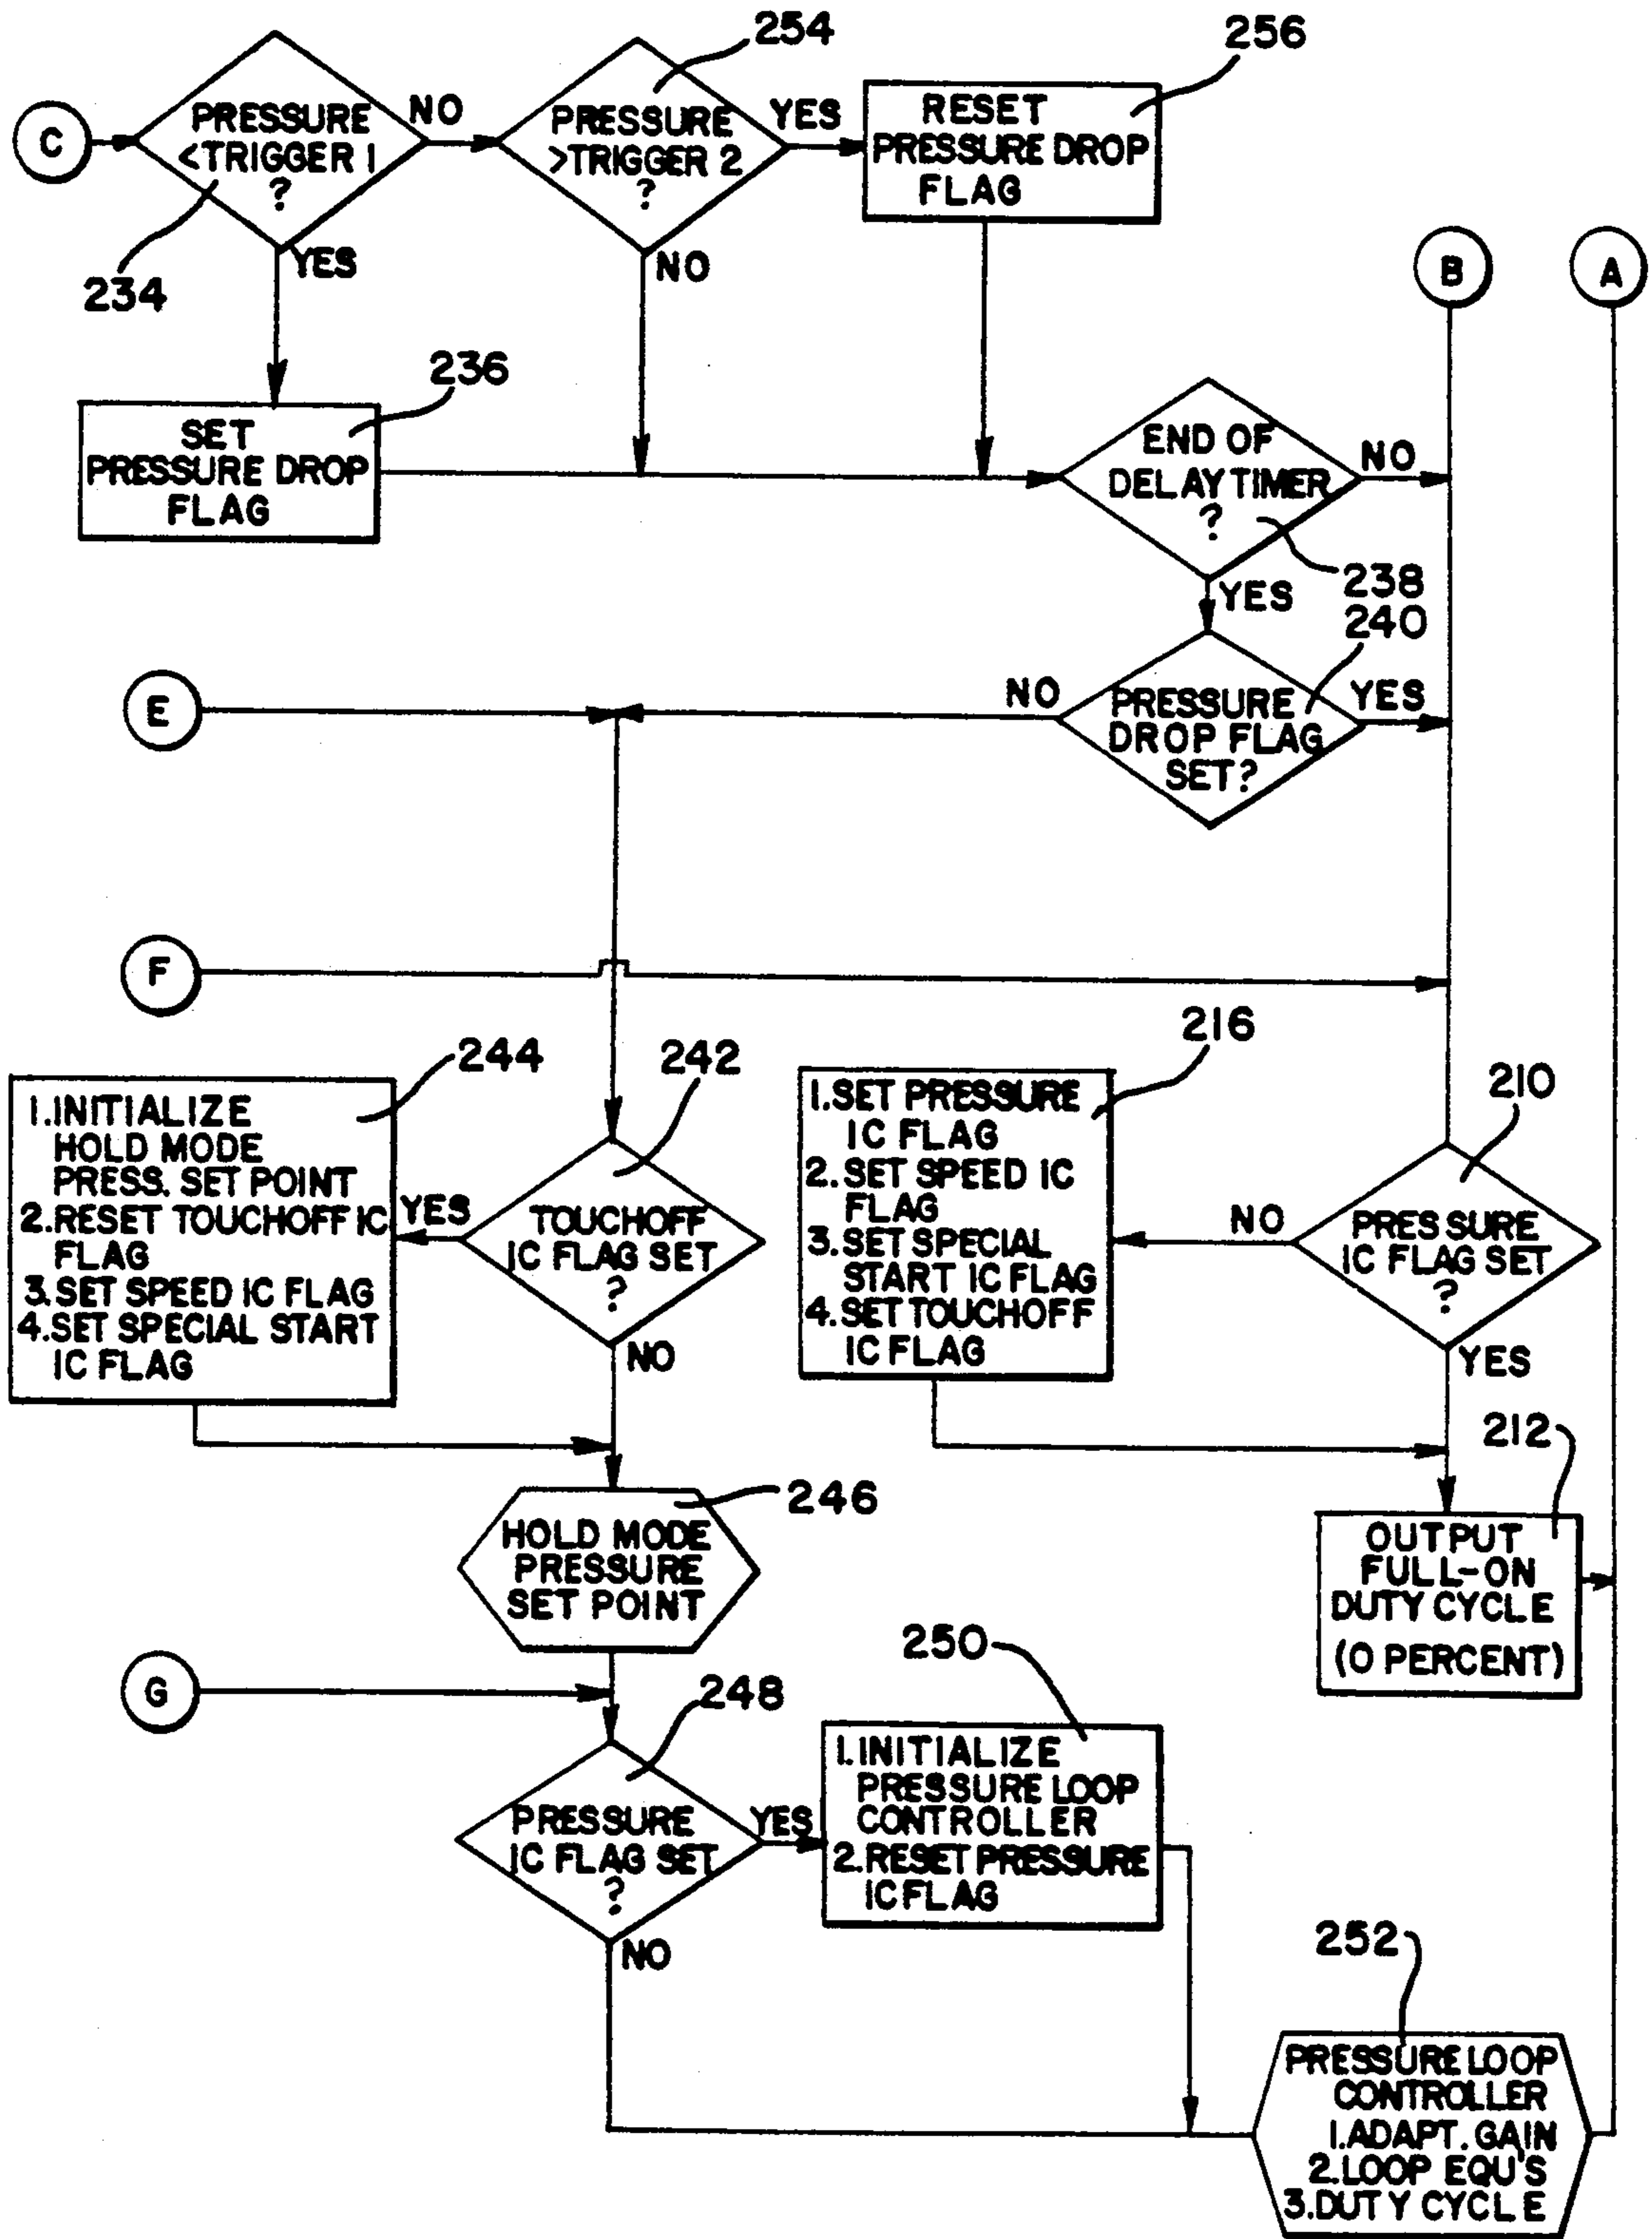 254
256
C
PRESSURE
<TRIGGER 1
?
NO
PRESSURE
>TRIGGER 2
?
YES
RESET
PRESSURE DROP
FLAG
234
YES
NO
B
A
236
SET
PRESSURE DROP
FLAG
END OF
DELAY TIMER
?
NO
238
YES
240
E
NO
PRESSURE
DROP FLAG
SET?
YES
F
244
242
216
210
1. INITIALIZE
HOLD MODE
PRESS. SET POINT
2. RESET TOUCHOFF IC
FLAG
3. SET SPEED IC FLAG
4. SET SPECIAL START
IC FLAG
YES
TOUCHOFF
IC FLAG SET
?
NO
1. SET PRESSURE
IC FLAG
2. SET SPEED IC
FLAG
3. SET SPECIAL
START IC FLAG
4. SET TOUCHOFF
IC FLAG
NO
PRESSURE
IC FLAG SET
?
YES
212
246
HOLD MODE
PRESSURE
SET POINT
OUTPUT
FULL-ON
DUTY CYCLE
(0 PERCENT)
G
248
250
PRESSURE
IC FLAG SET
?
YES
1. INITIALIZE
PRESSURE LOOP
CONTROLLER
2. RESET PRESSURE
IC FLAG
NO
252
PRESSURE LOOP
CONTROLLER
1. ADAPT. GAIN
2. LOOP EQU'S
3. DUTY CYCLE